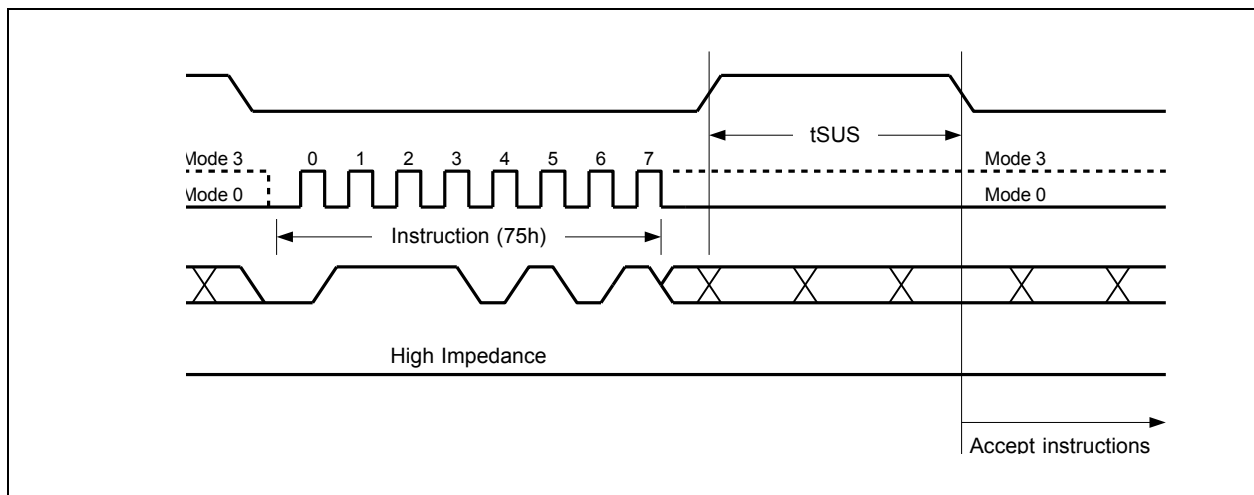 tSUS
Mode 3 0 1 2 3 4 5 6 7 Mode 3
Mode 0 Mode 0
Instruction (75h)
High Impedance
Accept instructions